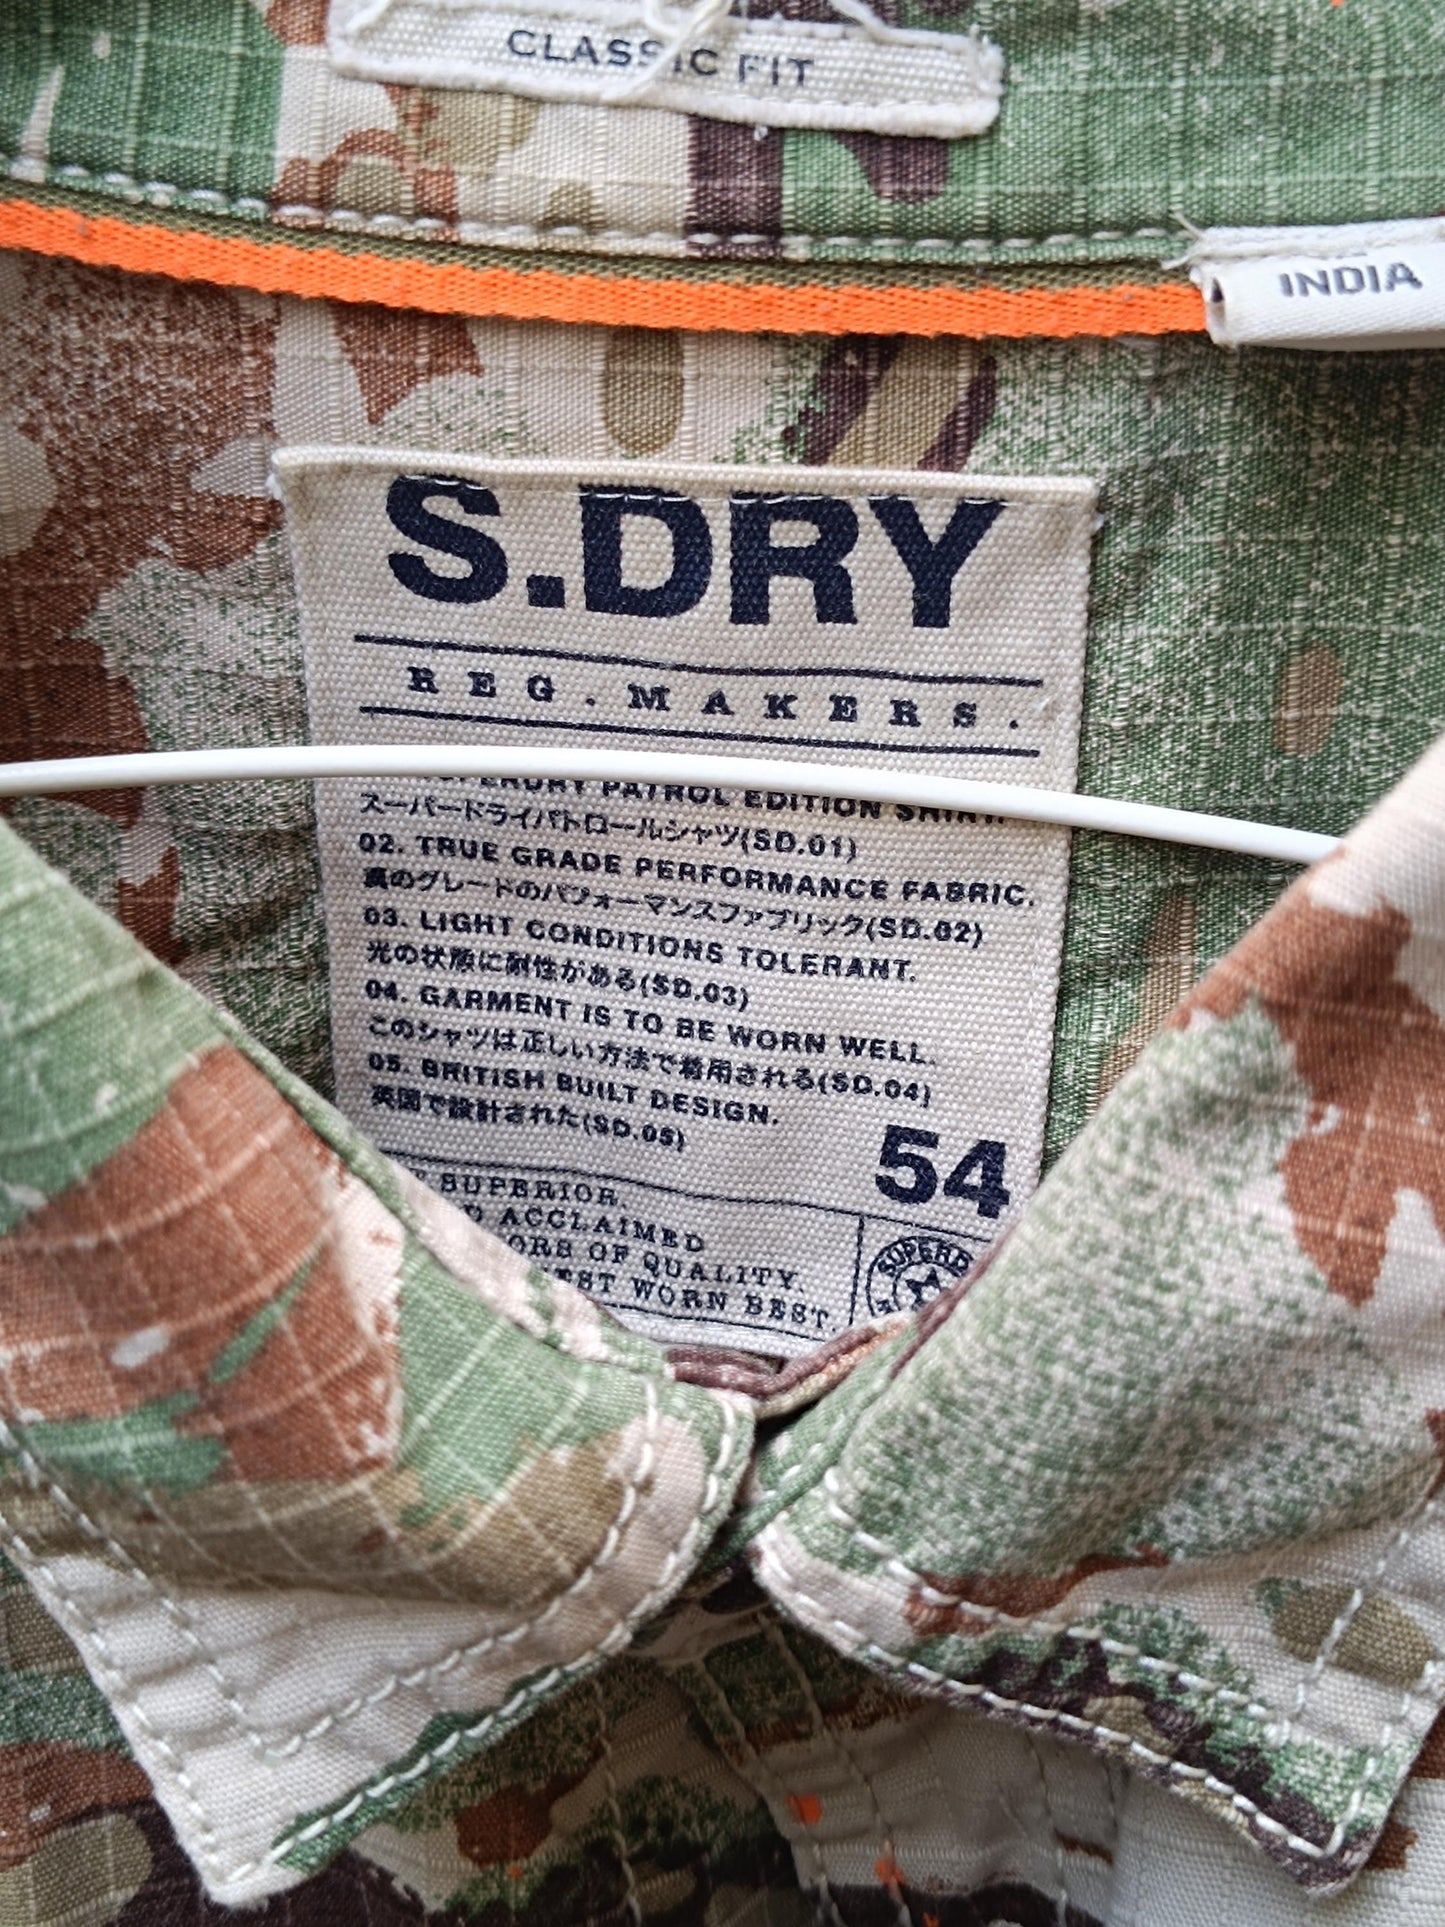 CLASSIC FIT
INDIA
S.DRY
REG. MAKERS.
SUPERDRY PATROL EDITION SHIRT.
スーパードライパトロールシャツ(SD.01)
02. TRUE GRADE PERFORMANCE FABRIC.
真のグレードのパフォーマンスファブリック(SD.02)
03. LIGHT CONDITIONS TOLERANT.
光の状態に耐性がある(SD.03)
04. GARMENT IS TO BE WORN WELL.
このシャツは正しい方法で着用される(SD.04)
05. BRITISH BUILT DESIGN.
英国で設計された(SD.05)
54
SUPERIOR.
ACCLAIMED
OF QUALITY.
WORN BEST.
SUPERD